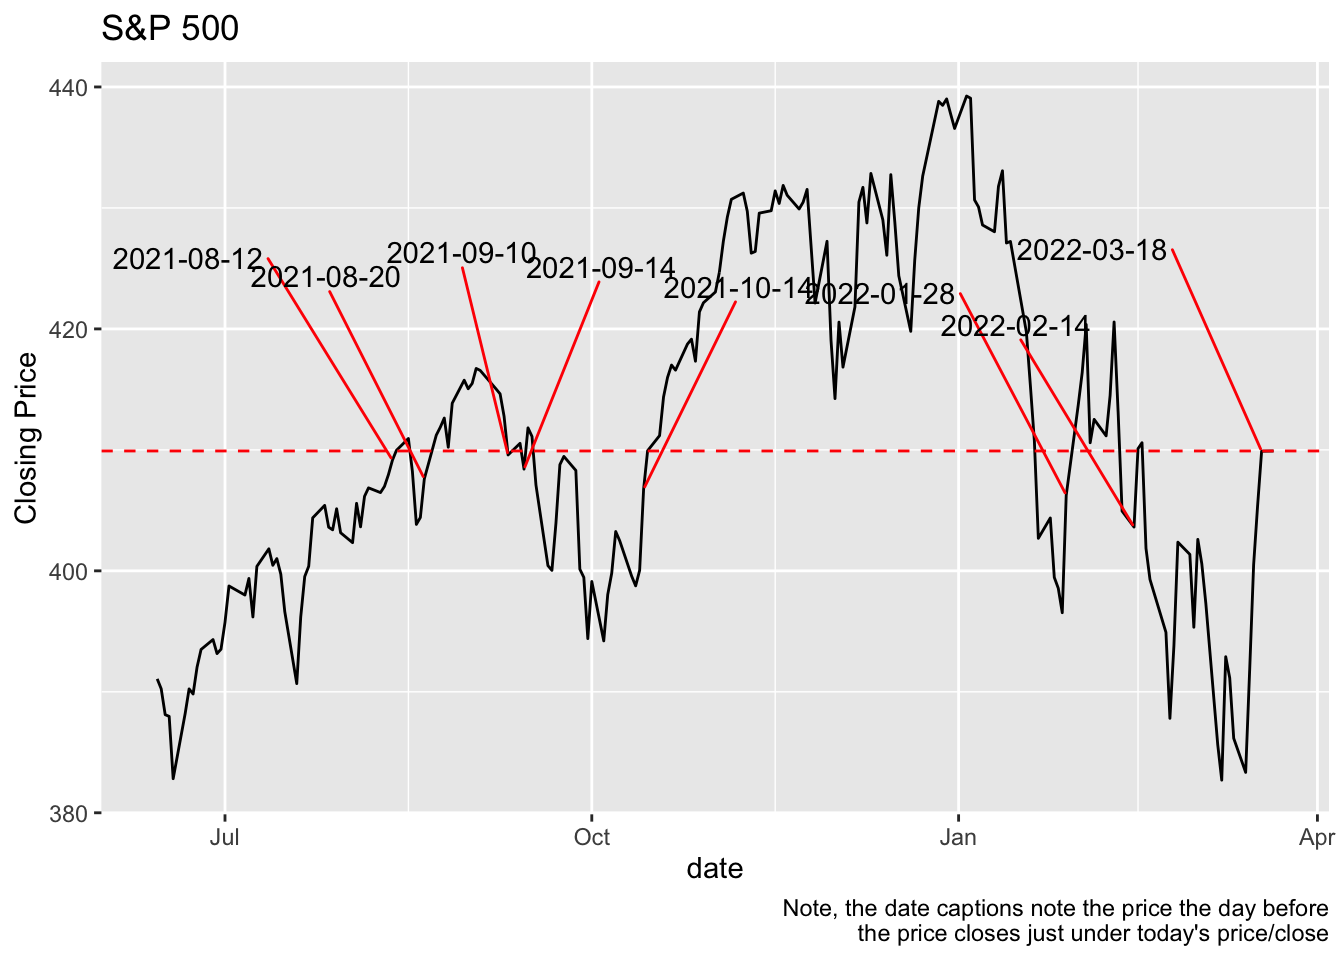 S&P 500
Closing Price
440
420
400
380
2021-08-12
2021-08-20
2021-09-10
2021-09-14
2021-10-14
2022-01-28
2022-02-14
2022-03-18
Jul
Oct
Jan
Apr
date
Note, the date captions note the price the day before
the price closes just under today's price/close